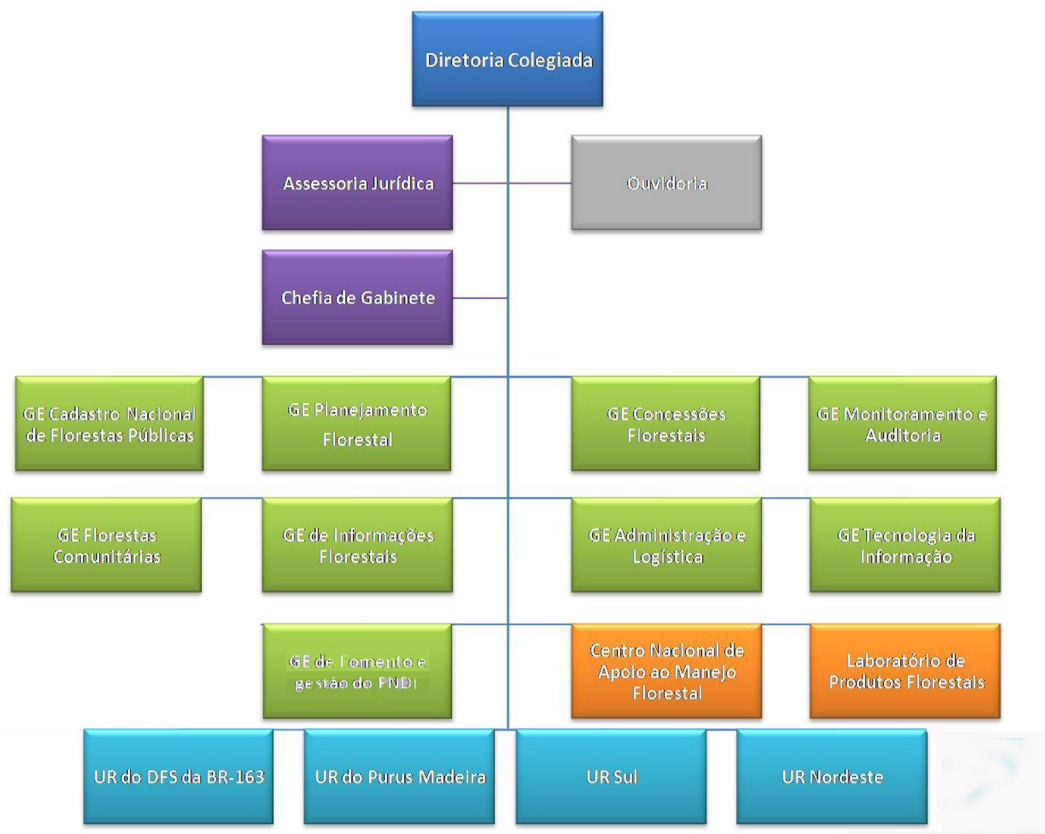 Diretoria Colegiada
Assessoria Jurídica
Ouvidoria
Chefia de Gabinete
GE Cadastro Nacional
de Florestas Públicas
GE Planejamento
Florestal
GE Concessões
Florestais
GE Monitoramento e
Auditoria
GE Florestas
Comunitárias
GE de Informações
Florestais
GE Administração e
Logística
GE Tecnologia da
Informação
GE de Fomento e
gestão do
Centro Nacional de
Apoio ao Manejo
Florestal
Laboratório de
Produtos Florestais
UR do DFS da BR-163
UR do Purus Madeira
UR Sul
UR Nordeste